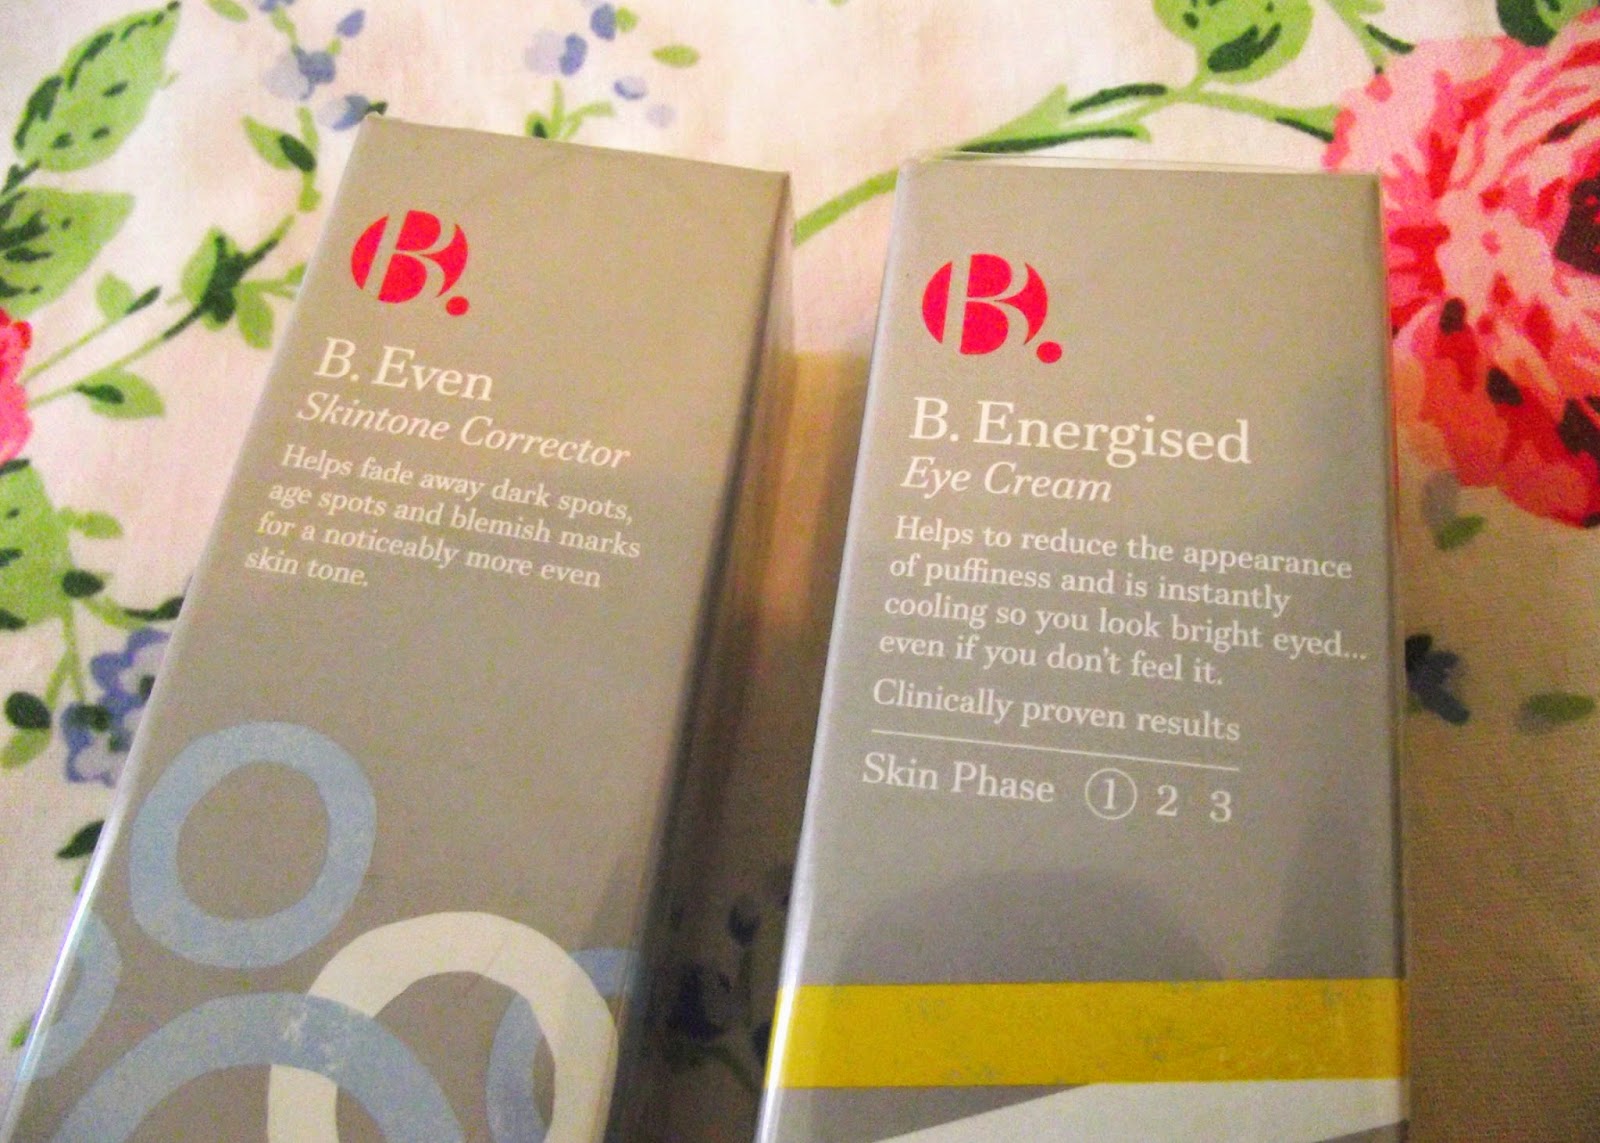 B.
B. Even
Skintone Corrector
Helps fade away dark spots,
age spots and blemish marks
for a noticeably more even
skin tone.
B.
B. Energised
Eye Cream
Helps to reduce the appearance
of puffiness and is instantly
cooling so you look bright eyed...
even if you don't feel it.
Clinically proven results
Skin Phase 1 2 3